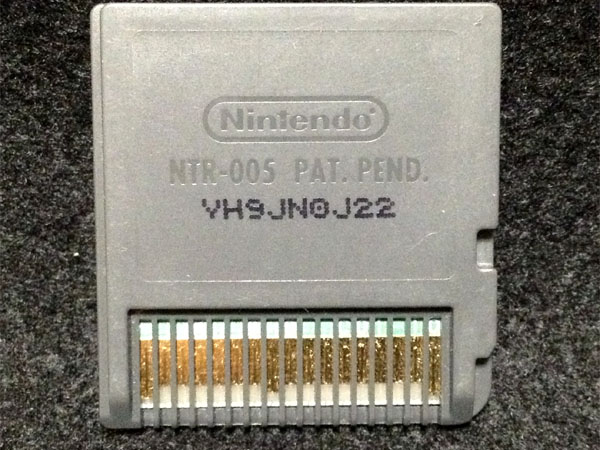 Nintendo®
NTR-005 PAT. PEND.
YH9JN0J22